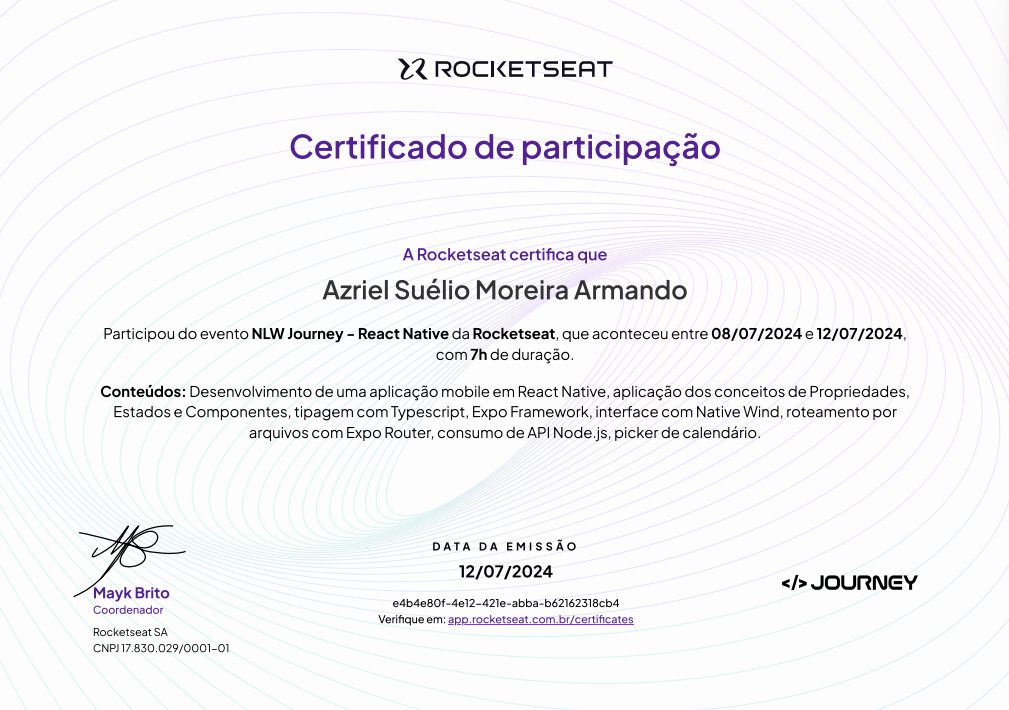 ROCKETSEAT
Certificado de participação
A Rocketseat certifica que
Azriel Suélio Moreira Armando
Participou do evento NLW Journey - React Native da Rocketseat, que aconteceu entre 08/07/2024 e 12/07/2024,
com 7h de duração.
Conteúdos: Desenvolvimento de uma aplicação mobile em React Native, aplicação dos conceitos de Propriedades,
Estados e Componentes, tipagem com Typescript, Expo Framework, interface com Native Wind, roteamento por
arquivos com Expo Router, consumo de API Node.js, picker de calendário.
Mayk Brito
Coordenador
Rocketseat SA
CNPJ 17.830.029/0001-01
DATA DA EMISSÃO
12/07/2024
e4b4e80f-4e12-421e-abba-b62162318cb4
Verifique em: app.rocketseat.com.br/certificates
</> JOURNEY